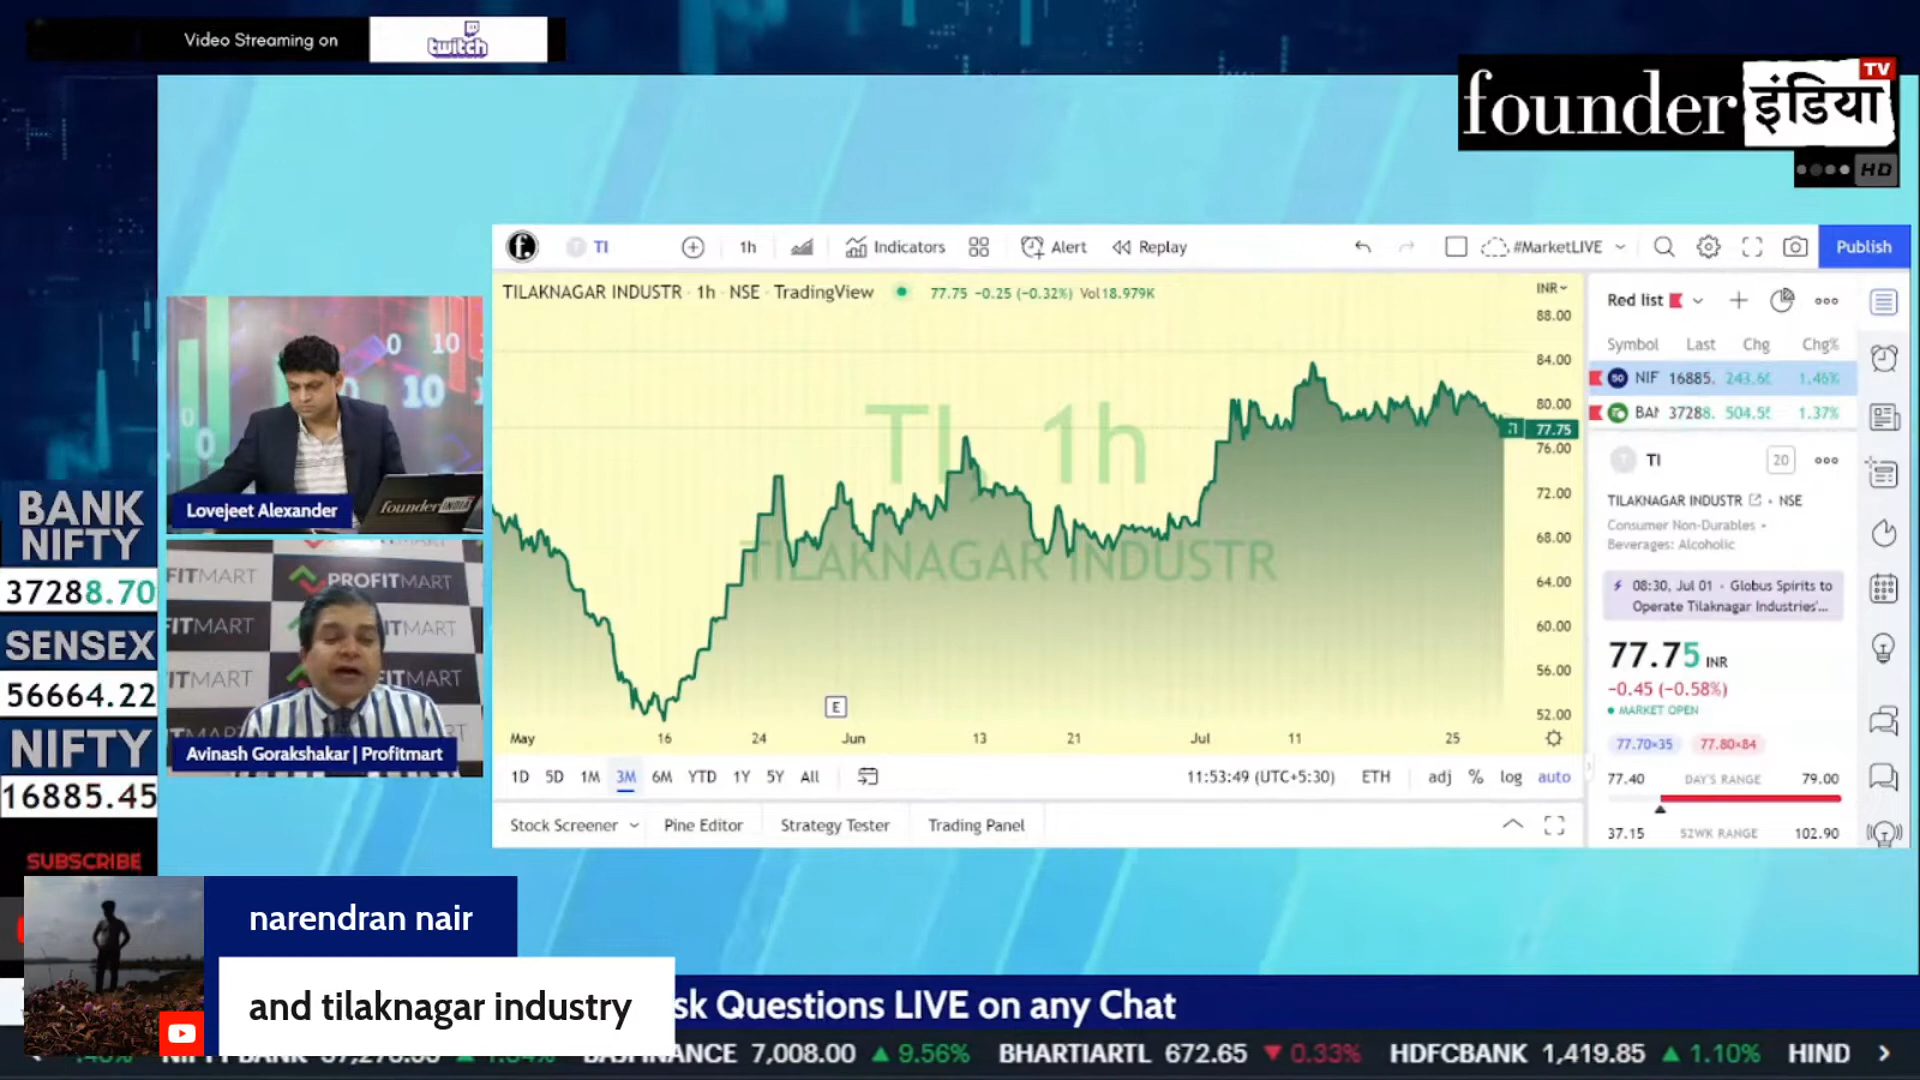 Video Streaming on
twitch
founder इंडिया
TV
HD
TI
1h
Indicators
Alert
Replay
#MarketLIVE
Publish
TILAKNAGAR INDUSTR · 1h · NSE · TradingView
77.75 −0.25 (−0.32%) Vol18.979K
INR
88.00
84.00
80.00
77.75
76.00
72.00
68.00
64.00
60.00
56.00
52.00
TI, 1h
TILAKNAGAR INDUSTR
E
May
16
24
Jun
13
21
Jul
11
25
1D 5D 1M 3M 6M YTD 1Y 5Y All
11:53:49 (UTC+5:30) ETH adj % log auto
Stock Screener
Pine Editor
Strategy Tester
Trading Panel
Red list
Symbol Last Chg Chg%
NIF 16885. 1.46%
37288. 1.37%
TI
20
TILAKNAGAR INDUSTR • NSE
Consumer Non-Durables •
Beverages: Alcoholic
08:30, Jul 01 · Globus Spirits to
Operate Tilaknagar Industries'...
77.75 INR
−0.45 (−0.58%)
MARKET OPEN
77.70×35
77.80×84
77.40 DAY'S RANGE 79.00
37.15 52WK RANGE 102.90
Lovejeet Alexander
founder INDIA
PROFITMART
FITMART
ITMART
Avinash Gorakshakar | Profitmart
BANK
NIFTY
37288.70
SENSEX
56664.22
NIFTY
16885.45
SUBSCRIBE
narendran nair
and tilaknagar industry
sk Questions LIVE on any Chat
7,008.00 ▲ 9.56% BHARTIARTL 672.65 ▼ 0.33% HDFCBANK 1,419.85 ▲ 1.10% HIND